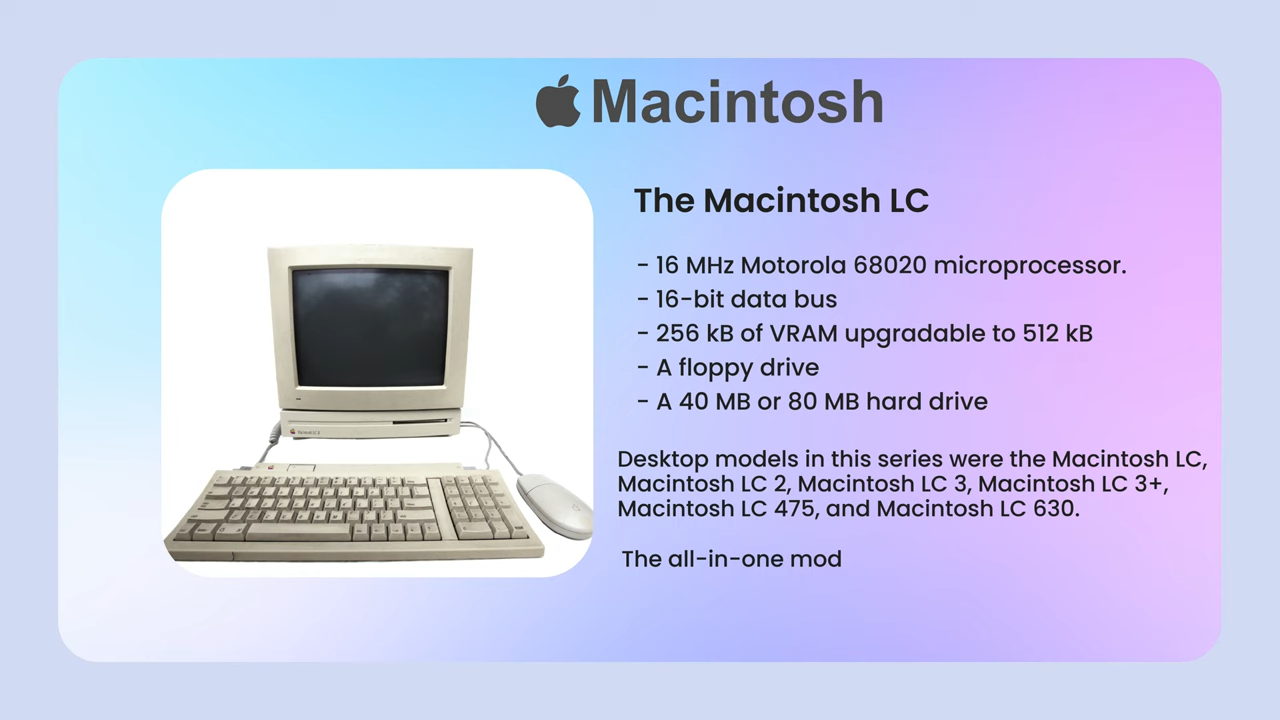 Macintosh
The Macintosh LC
- 16 MHz Motorola 68020 microprocessor.
- 16-bit data bus
- 256 kB of VRAM upgradable to 512 kB
- A floppy drive
- A 40 MB or 80 MB hard drive
Desktop models in this series were the Macintosh LC,
Macintosh LC 2, Macintosh LC 3, Macintosh LC 3+,
Macintosh LC 475, and Macintosh LC 630.
The all-in-one mod